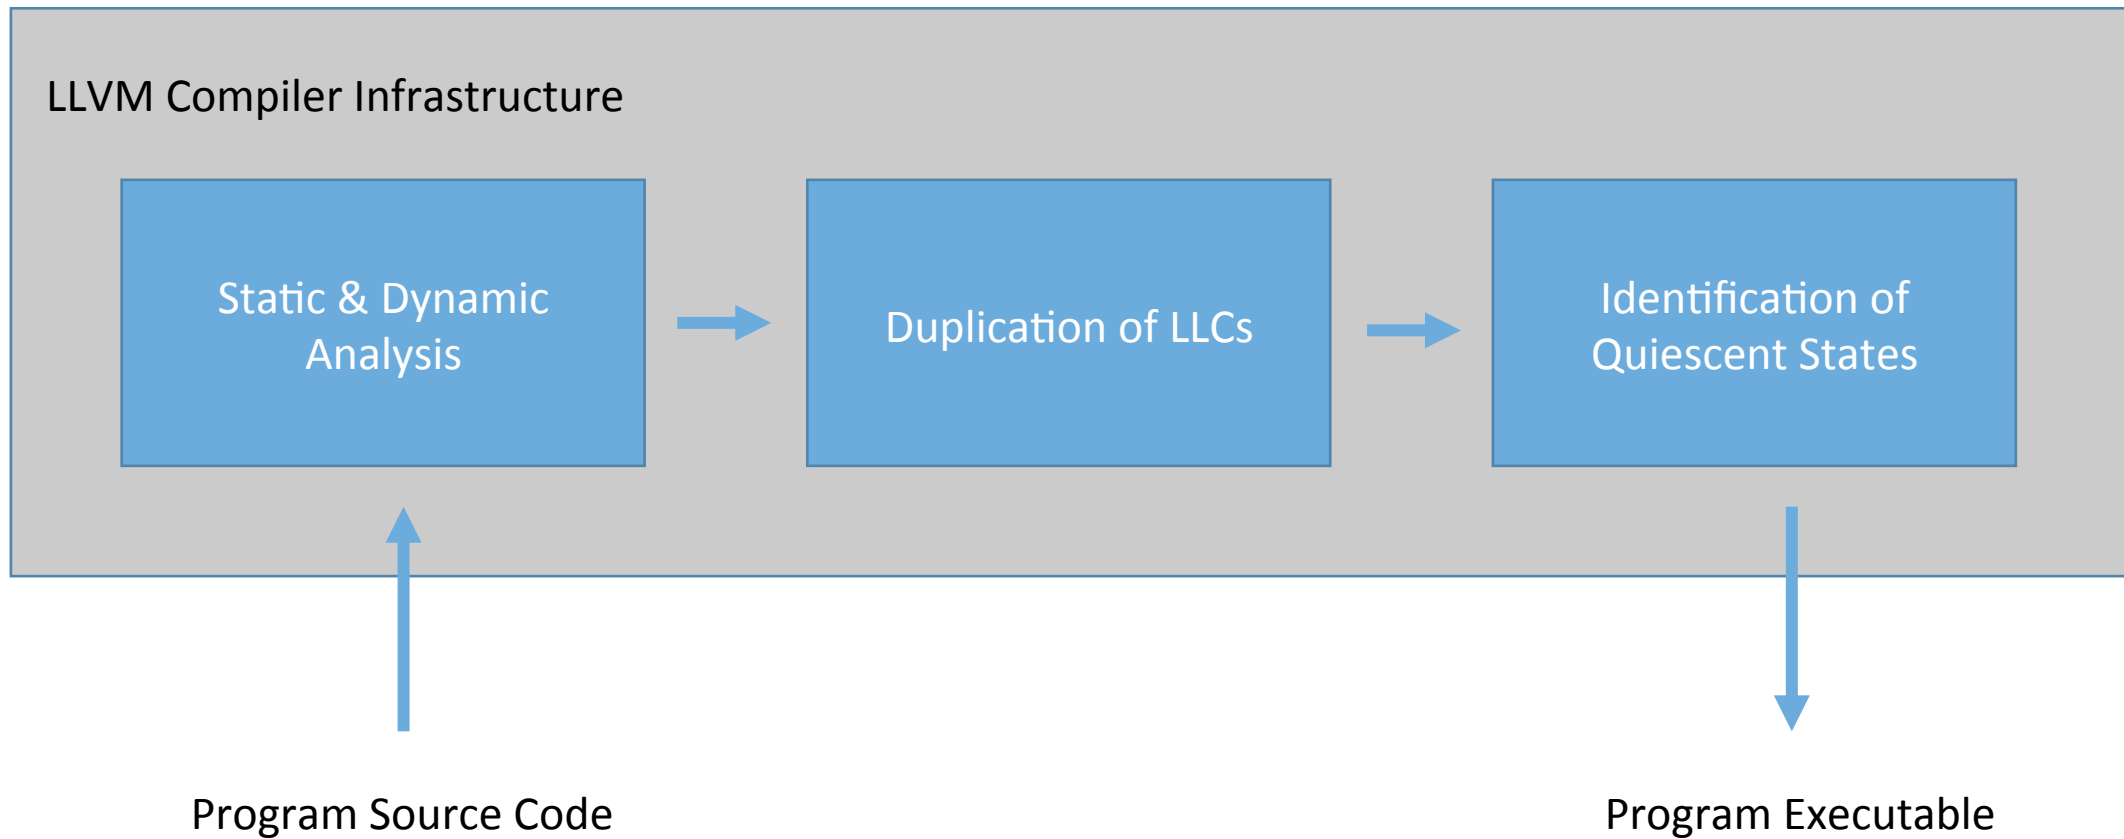 LLVM Compiler Infrastructure
Static & Dynamic
Analysis
Duplication of LLCs
Identification of
Quiescent States
Program Source Code
Program Executable